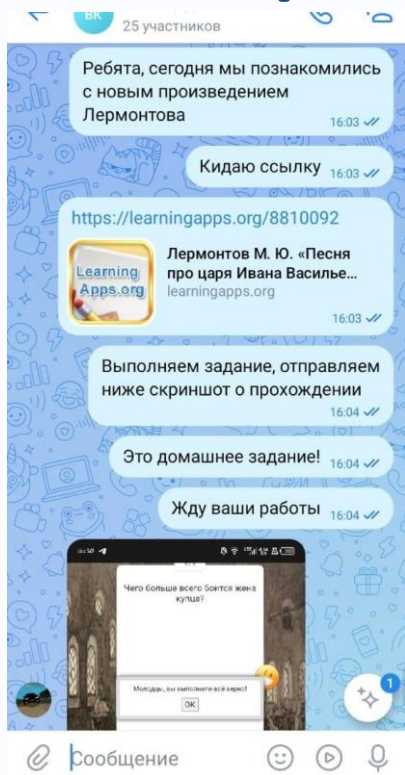 ВК
25 участников
Ребята, сегодня мы познакомились
с новым произведением
Лермонтова
16:03
Кидаю ссылку 16:03
https://learningapps.org/8810092
Learning
Apps.org
Лермонтов М. Ю. «Песня
про царя Ивана Василье...
learningapps.org
16:03
Выполняем задание, отправляем
ниже скриншот о прохождении
16:04
Это домашнее задание! 16:04
Жду ваши работы 16:04
Чего больше всего боится жена
купца?
Молодцы, вы выполнили всё верно!
OK
1
Сообщение